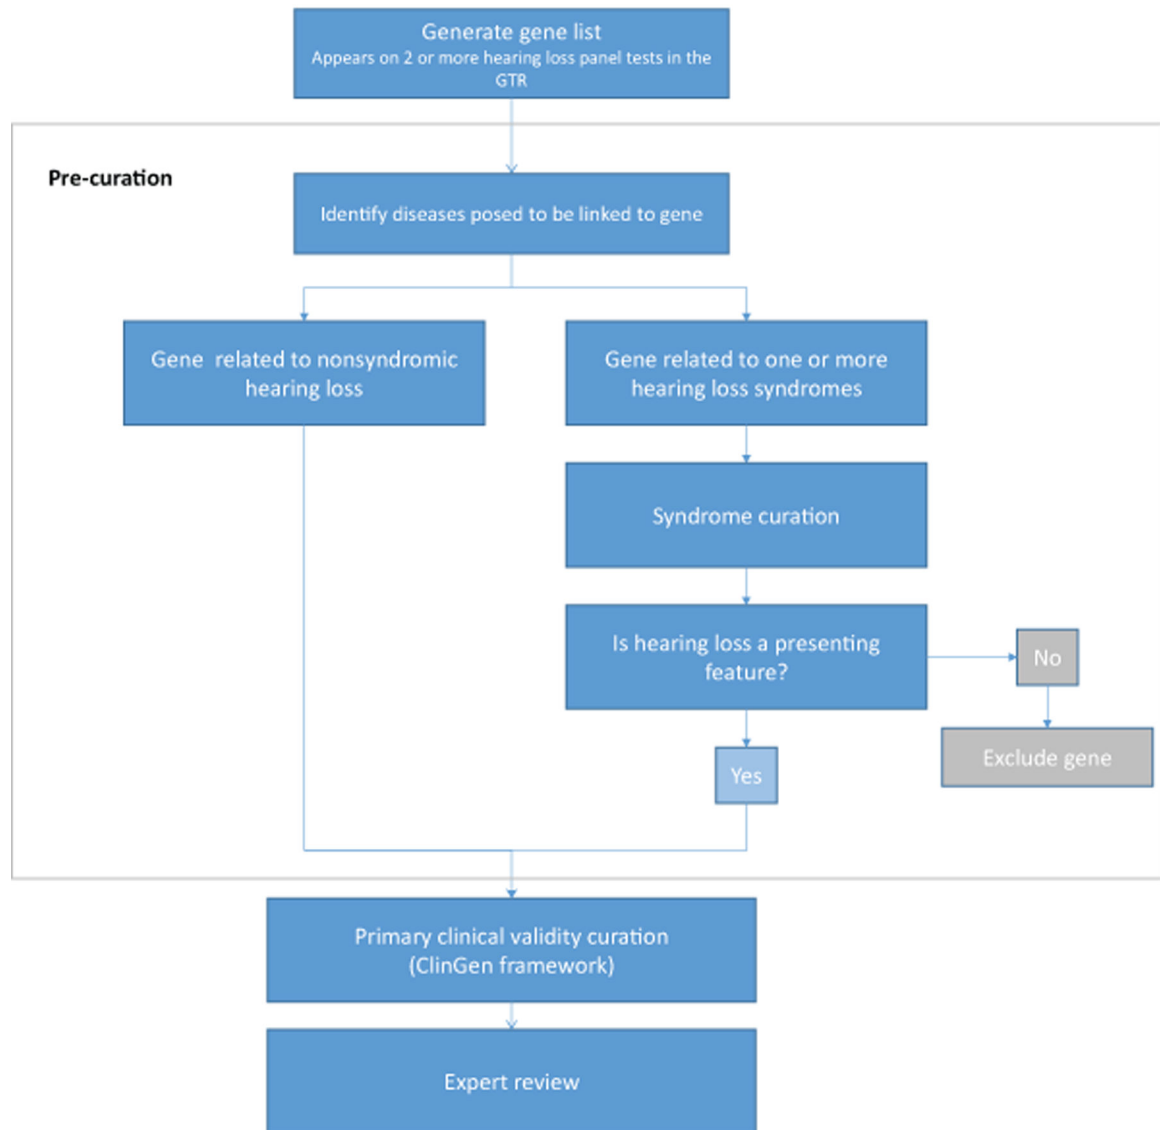 Generate gene list
Appears on 2 or more hearing loss panel tests in the
GTR
Pre-curation
Identify diseases posed to be linked to gene
Gene related to nonsyndromic
hearing loss
Gene related to one or more
hearing loss syndromes
Syndrome curation
Is hearing loss a presenting
feature?
No
Exclude gene
Yes
Primary clinical validity curation
(ClinGen framework)
Expert review